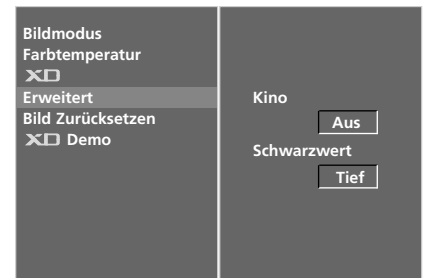 Bildmodus
Farbtemperatur
XD
Erweitert
Bild Zurücksetzen
XD Demo
Kino
Aus
Schwarzwert
Tief